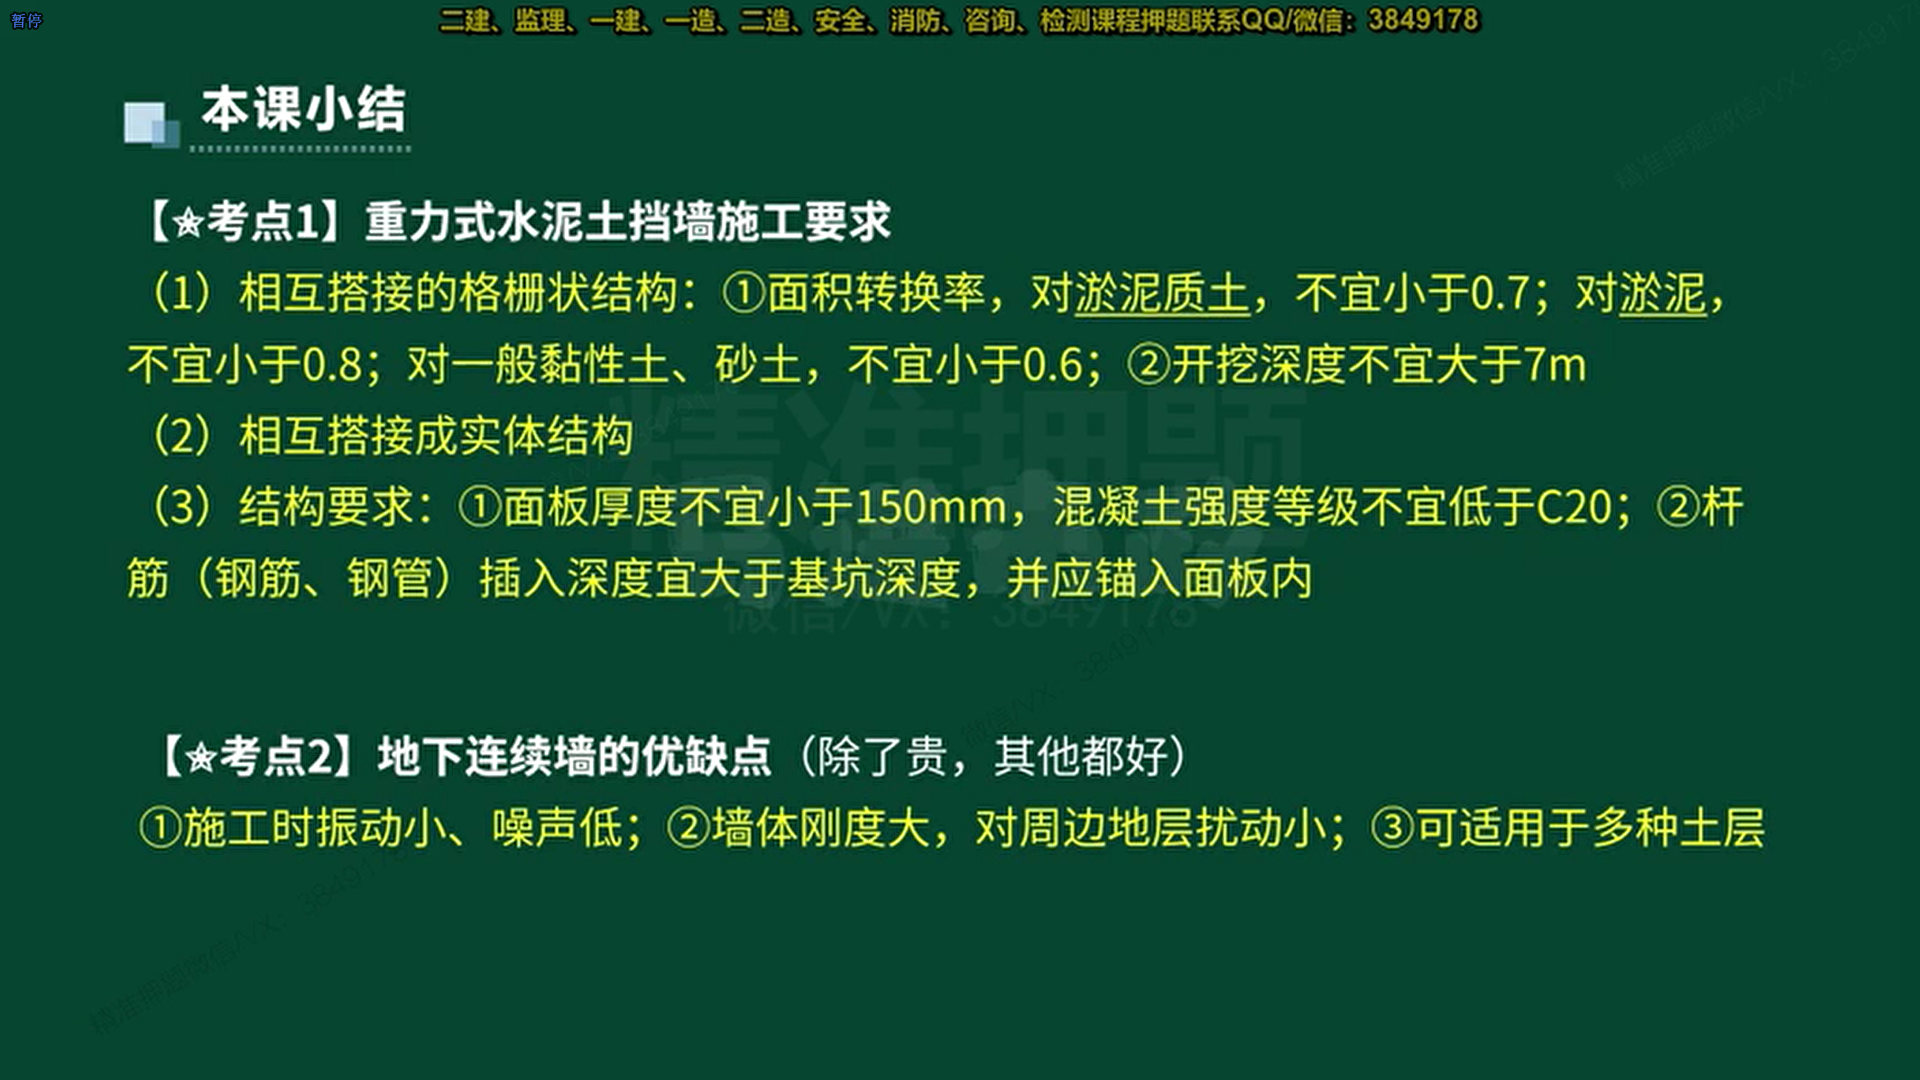 暂停
二建、监理、一建、一造、二造、安全、消防、咨询、检测课程押题联系QQ/微信：3849178
本课小结
【☆考点1】重力式水泥土挡墙施工要求
（1）相互搭接的格栅状结构：①面积转换率，对淤泥质土，不宜小于0.7；对淤泥，
不宜小于0.8；对一般黏性土、砂土，不宜小于0.6；②开挖深度不宜大于7m
（2）相互搭接成实体结构
（3）结构要求：①面板厚度不宜小于150mm，混凝土强度等级不宜低于C20；②杆
筋（钢筋、钢管）插入深度宜大于基坑深度，并应锚入面板内
精准押题
微信/VX：3849178
【☆考点2】地下连续墙的优缺点（除了贵，其他都好）
①施工时振动小、噪声低；②墙体刚度大，对周边地层扰动小；③可适用于多种土层
精准押题微信/VX：3849178